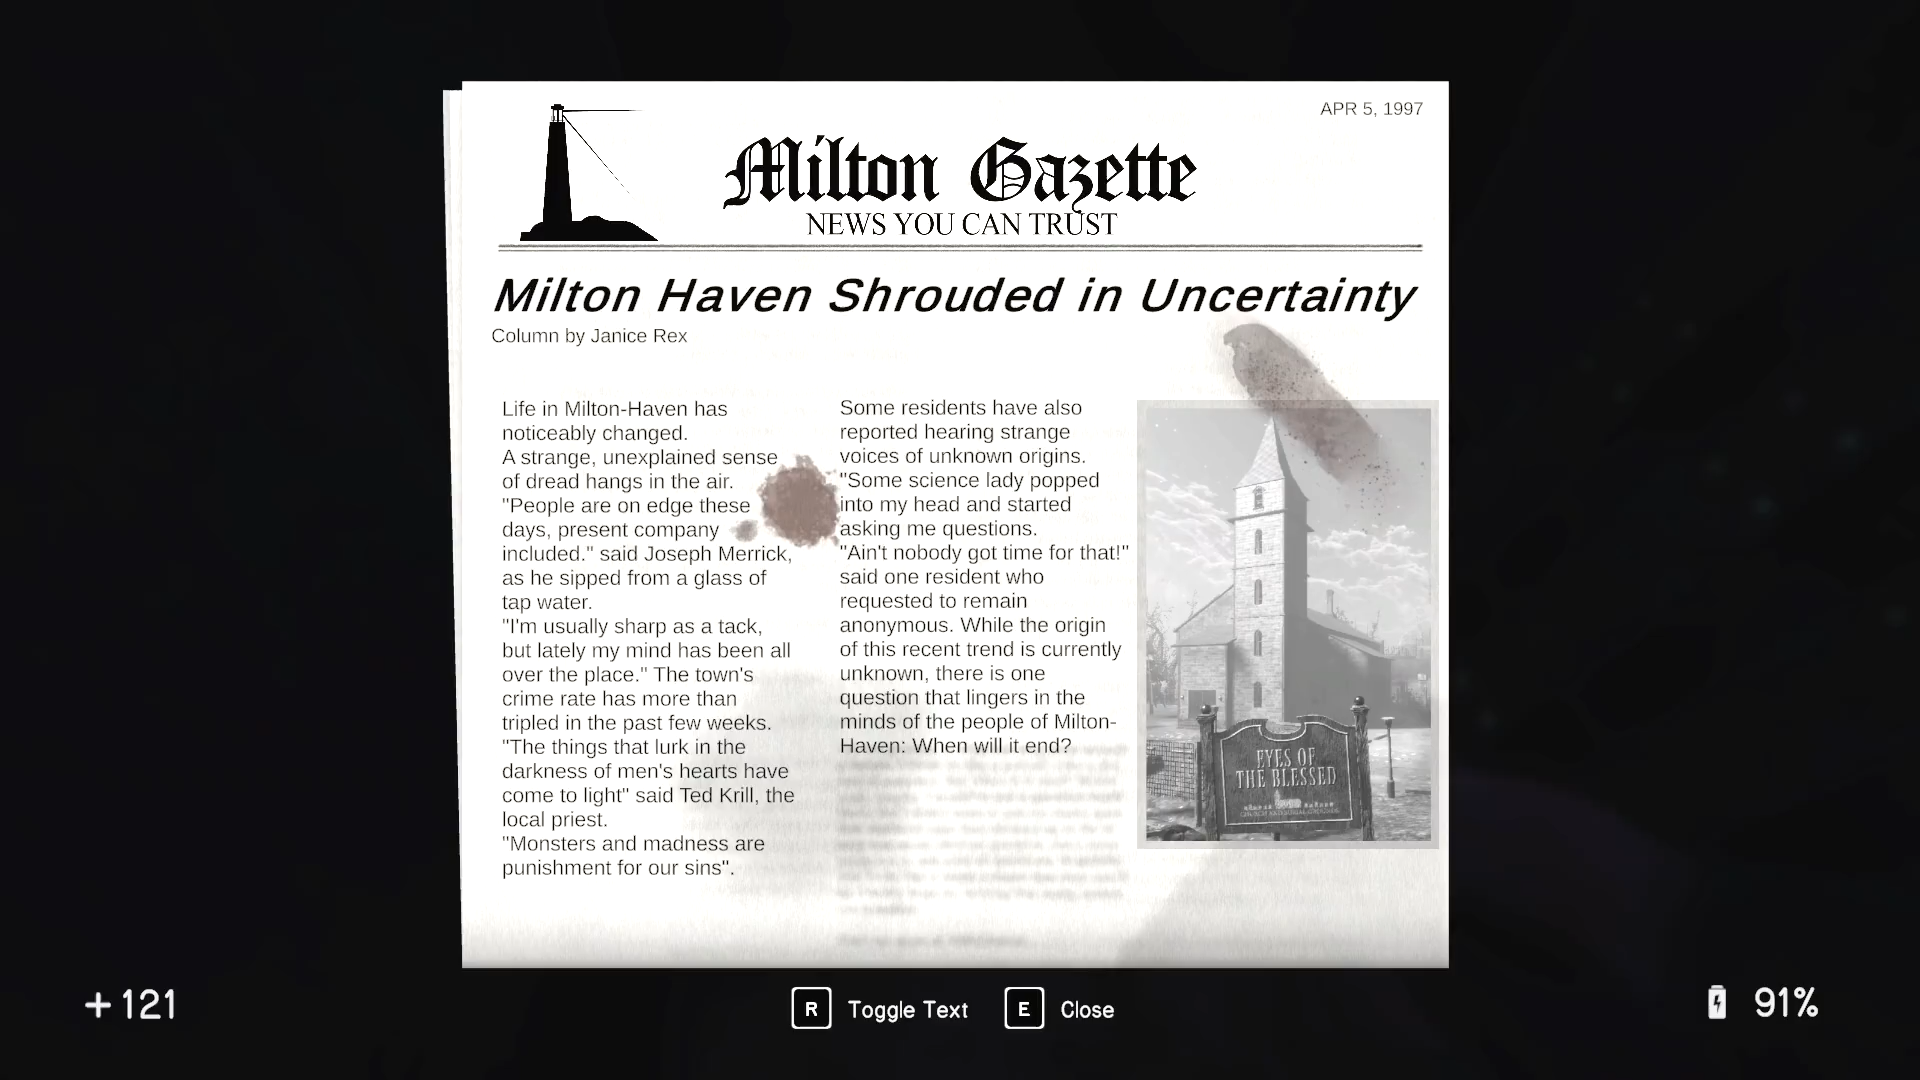 APR 5, 1997
Milton Gazette
NEWS YOU CAN TRUST
Milton Haven Shrouded in Uncertainty
Column by Janice Rex
Life in Milton-Haven has
noticeably changed.
A strange, unexplained sense
of dread hangs in the air.
"People are on edge these
days, present company
included." said Joseph Merrick,
as he sipped from a glass of
tap water.
"I'm usually sharp as a tack,
but lately my mind has been all
over the place." The town's
crime rate has more than
tripled in the past few weeks.
"The things that lurk in the
darkness of men's hearts have
come to light" said Ted Krill, the
local priest.
"Monsters and madness are
punishment for our sins".
Some residents have also
reported hearing strange
voices of unknown origins.
"Some science lady popped
into my head and started
asking me questions.
"Ain't nobody got time for that!"
said one resident who
requested to remain
anonymous. While the origin
of this recent trend is currently
unknown, there is one
question that lingers in the
minds of the people of Milton-
Haven: When will it end?
EYES OF
THE BLESSED
+ 121
R Toggle Text E Close
91%